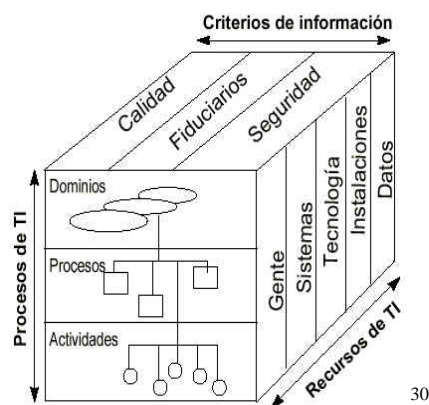 Criterios de información
Calidad
Fiduciarios
Seguridad
Procesos de TI
Dominios
Procesos
Actividades
Gente
Sistemas
Tecnología
Instalaciones
Datos
Recursos de TI
30